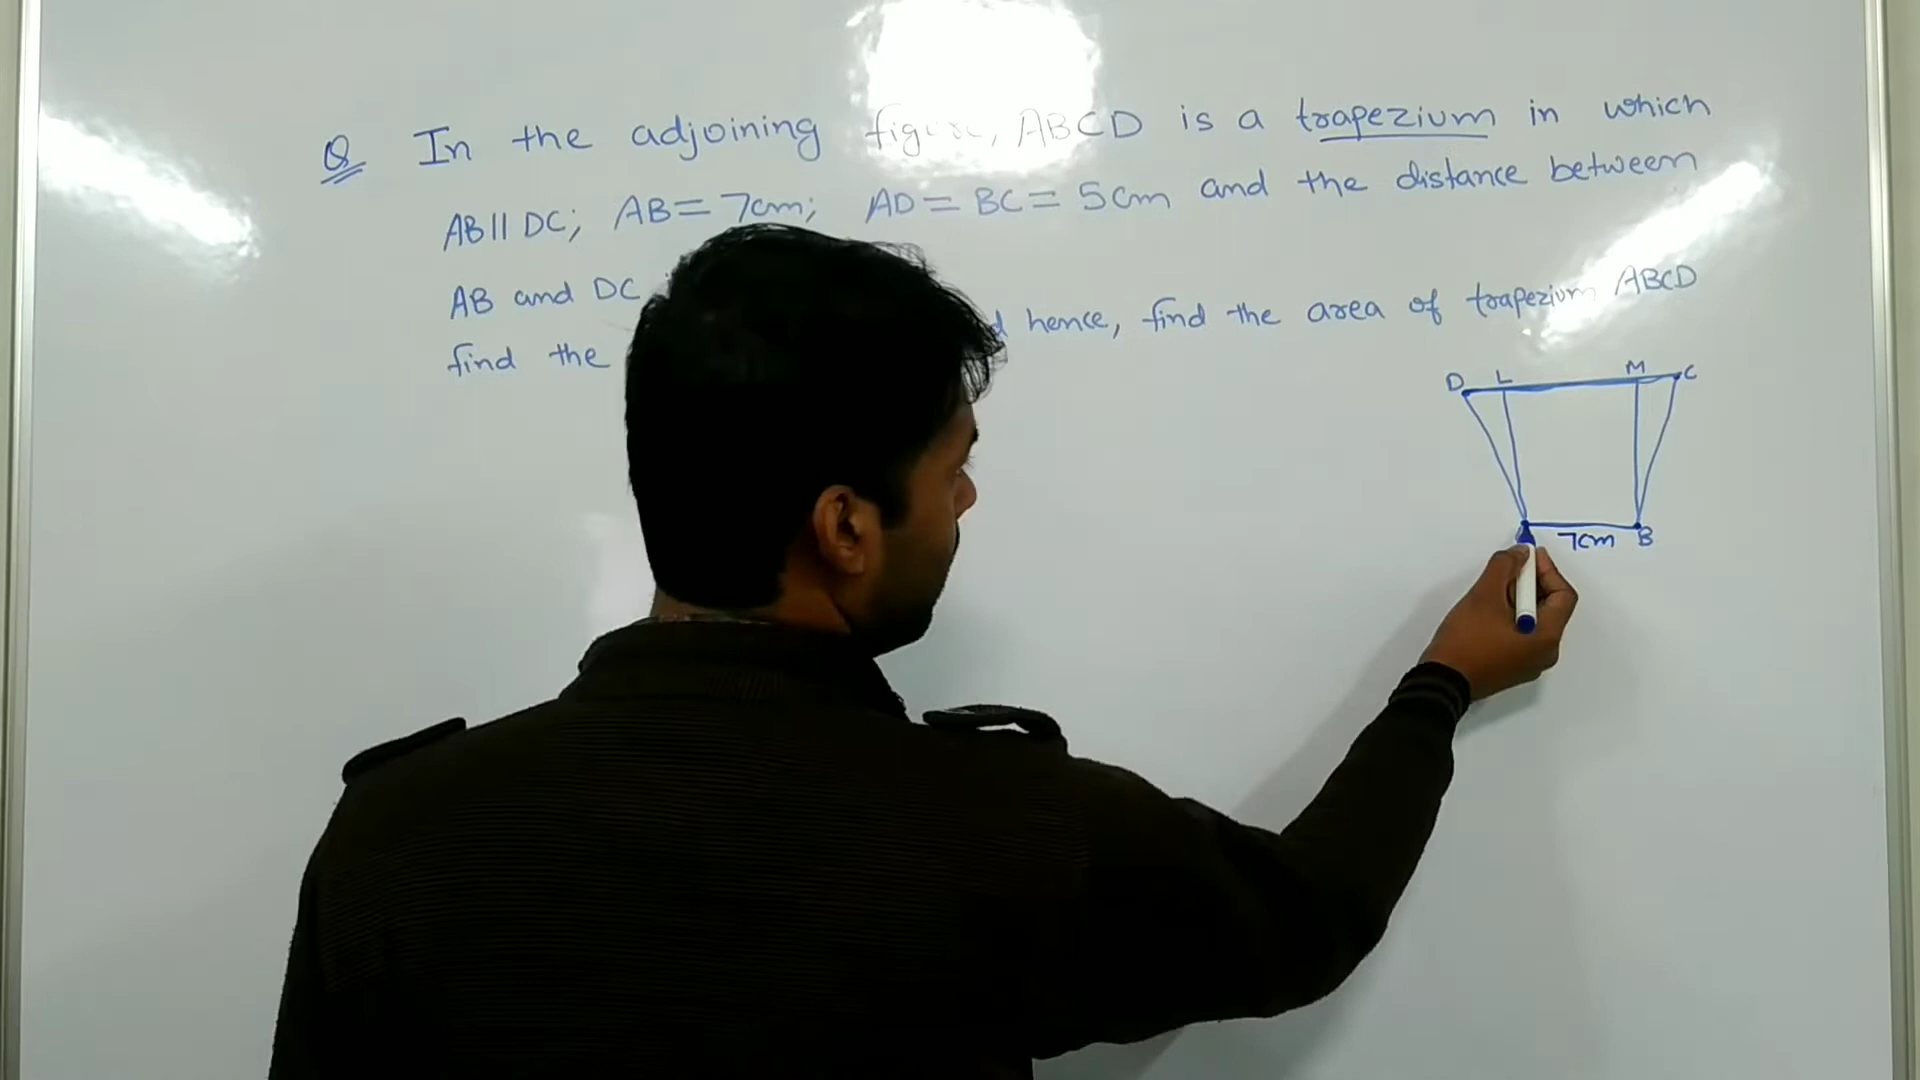 Q In the adjoining figure, ABCD is a trapezium in which
AB || DC; AB = 7cm; AD = BC = 5cm and the distance between
AB and DC
find the hence, find the area of trapezium ABCD
D L M C
7cm B